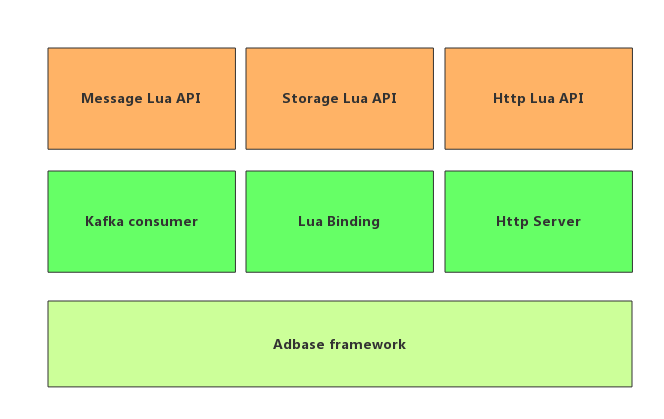 Message Lua API
Storage Lua API
Http Lua API
Kafka consumer
Lua Binding
Http Server
Adbase framework